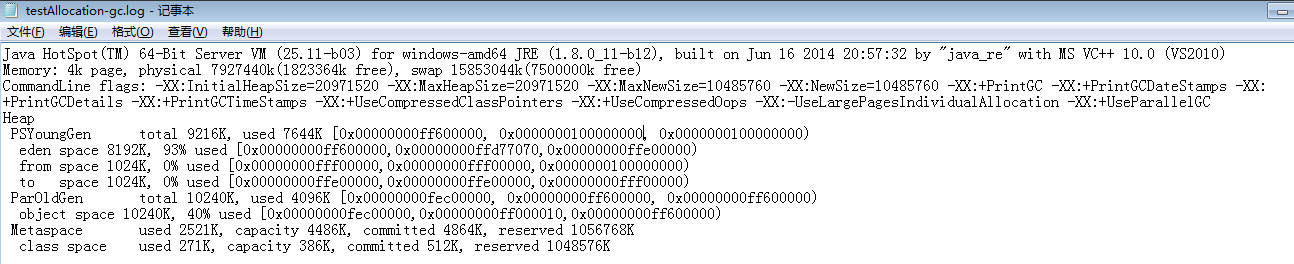 testAllocation-gc.log - 记事本
文件(F) 编辑(E) 格式(O) 查看(V) 帮助(H)
Java HotSpot(TM) 64-Bit Server VM (25.11-b03) for windows-amd64 JRE (1.8.0_11-b12), built on Jun 16 2014 20:57:32 by "java_re" with MS VC++ 10.0 (VS2010)
Memory: 4k page, physical 7927440k(1823364k free), swap 15853044k(7500000k free)
CommandLine flags: -XX:InitialHeapSize=20971520 -XX:MaxHeapSize=20971520 -XX:MaxNewSize=10485760 -XX:NewSize=10485760 -XX:+PrintGC -XX:+PrintGCDateStamps -XX:
+PrintGCDetails -XX:+PrintGCTimeStamps -XX:+UseCompressedClassPointers -XX:+UseCompressedOops -XX:-UseLargePagesIndividualAllocation -XX:+UseParallelGC
Heap
PSYoungGen total 9216K, used 7644K [0x00000000ff600000, 0x0000000100000000, 0x0000000100000000)
eden space 8192K, 93% used [0x00000000ff600000,0x00000000ffd77070,0x00000000ffe00000)
from space 1024K, 0% used [0x00000000fff00000,0x00000000fff00000,0x0000000100000000)
to space 1024K, 0% used [0x00000000ffe00000,0x00000000ffe00000,0x00000000fff00000)
ParOldGen total 10240K, used 4096K [0x00000000fec00000, 0x00000000ff600000, 0x00000000ff600000)
object space 10240K, 40% used [0x00000000fec00000,0x00000000ff000010,0x00000000ff600000)
Metaspace used 2521K, capacity 4486K, committed 4864K, reserved 1056768K
class space used 271K, capacity 386K, committed 512K, reserved 1048576K